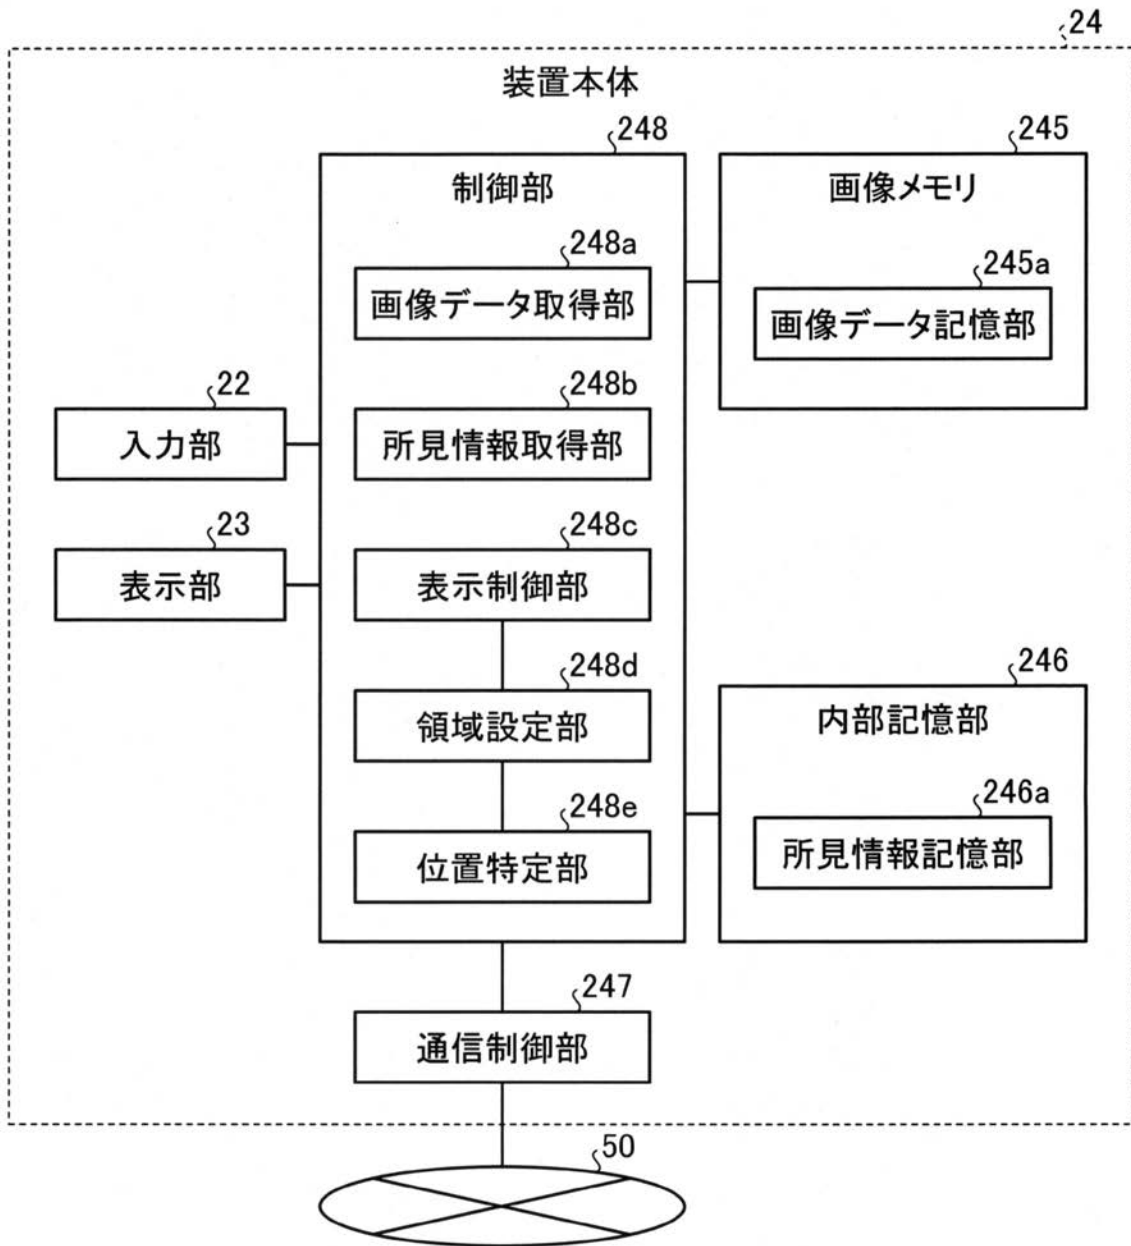 24
装置本体
248
制御部
245
画像メモリ
248a
画像データ取得部
245a
画像データ記憶部
22
入力部
248b
所見情報取得部
23
表示部
248c
表示制御部
248d
領域設定部
246
内部記憶部
248e
位置特定部
246a
所見情報記憶部
247
通信制御部
50